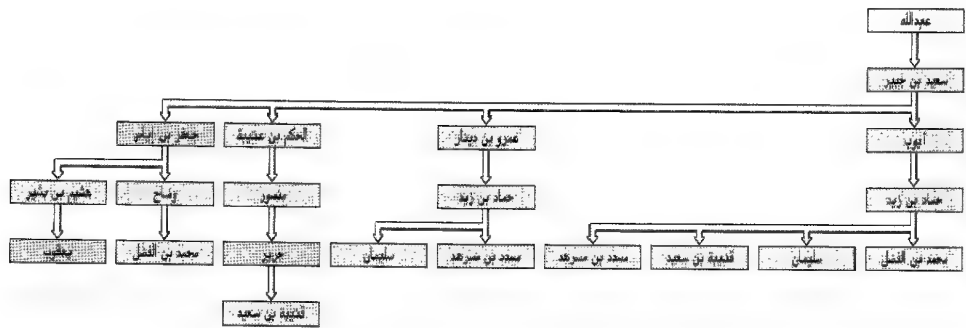 عبدالله
سعيد بن جبير
أيوب
عمرو بن دينار
الحكم بن عتيبة
جعفر بن إياس
حماد بن زيد
حماد بن زيد
منصور
وضاح
هشيم بن بشير
محمد بن الفضل
سليمان
قتيبة بن سعيد
مسدد بن مسرهد
مسدد بن مسرهد
سليمان
جرير
محمد بن الفضل
يعقوب
قتيبة بن سعيد